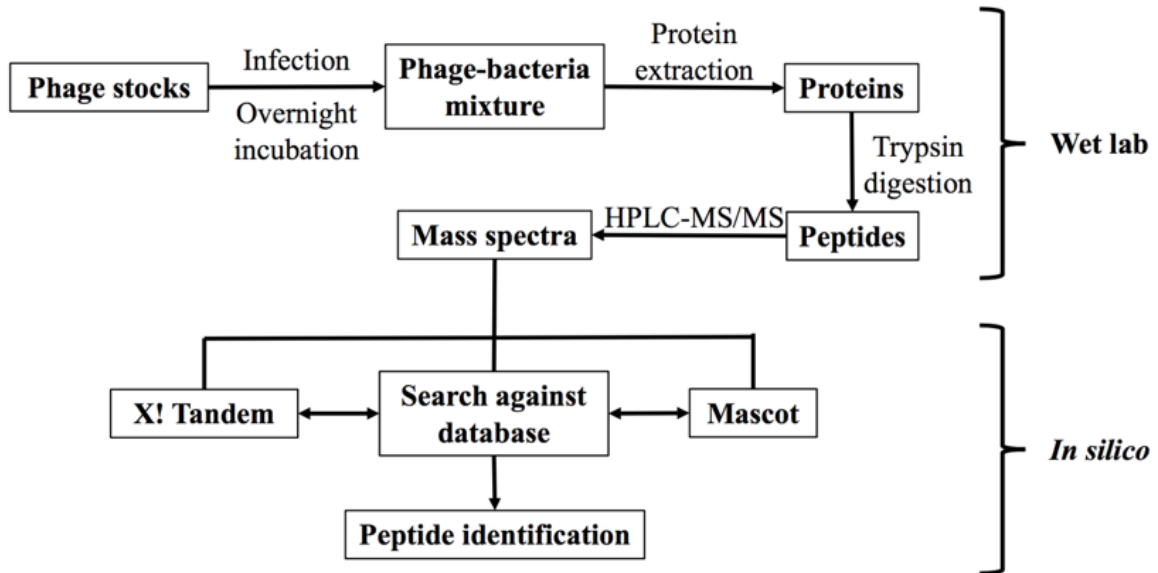 Infection
Phage stocks
Overnight
incubation
Phage-bacteria
mixture
Protein
extraction
Proteins
Trypsin
digestion
Wet lab
HPLC-MS/MS
Mass spectra
Peptides
X! Tandem
Search against
database
Mascot
Peptide identification
In silico